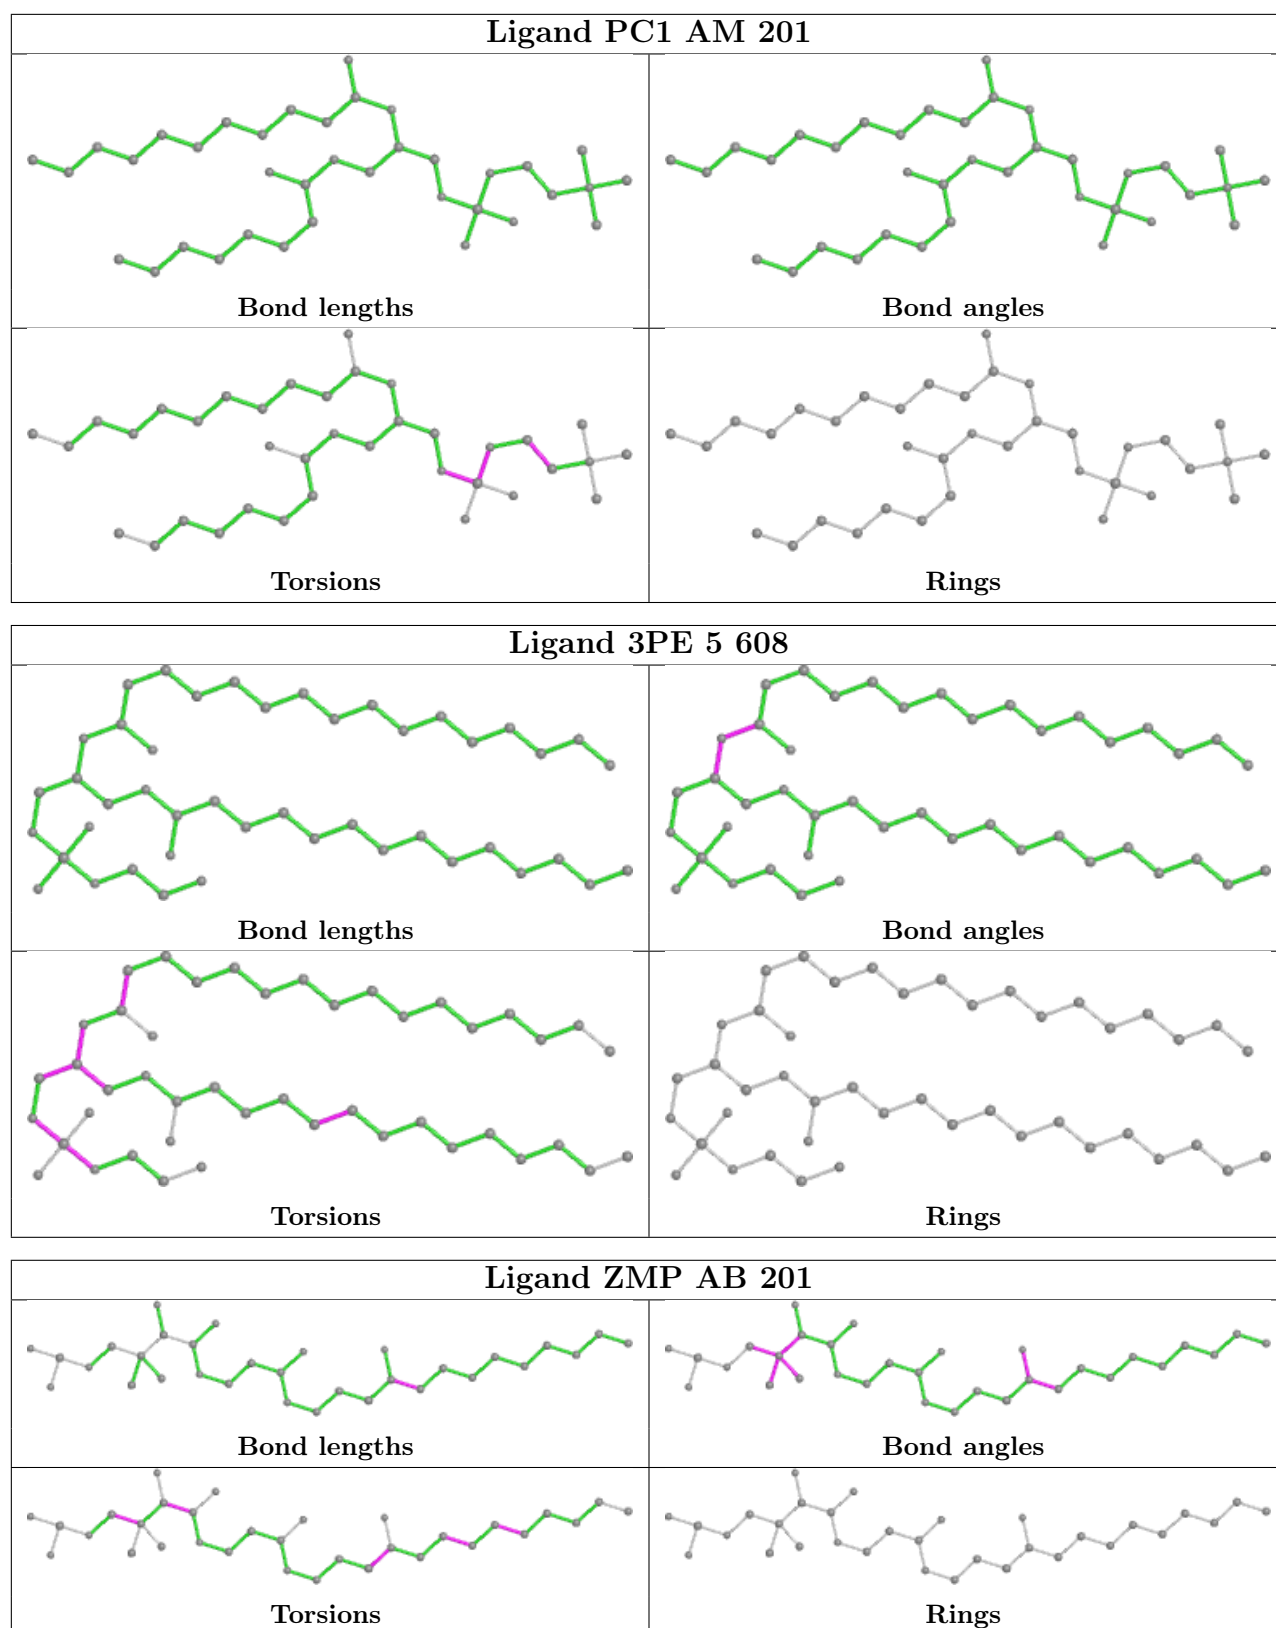 Ligand PC1 AM 201
Bond lengths
Bond angles
Torsions
Rings
Ligand 3PE 5 608
Bond lengths
Bond angles
Torsions
Rings
Ligand ZMP AB 201
Bond lengths
Bond angles
Torsions
Rings